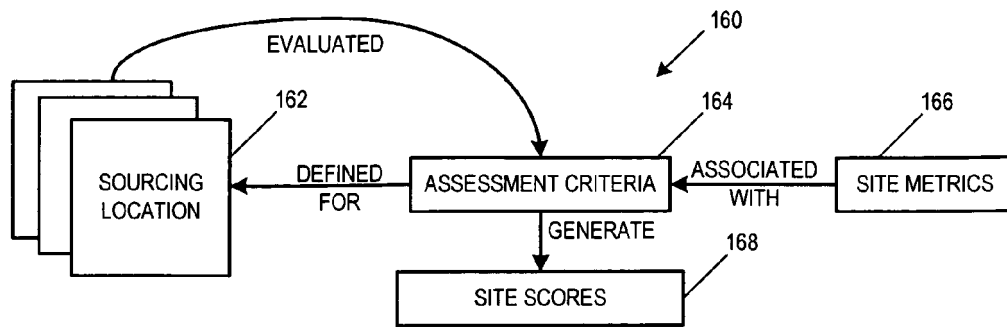 EVALUATED
160
162
164
166
SOURCING
LOCATION
DEFINED
FOR
ASSESSMENT CRITERIA
ASSOCIATED
WITH
SITE METRICS
GENERATE
168
SITE SCORES